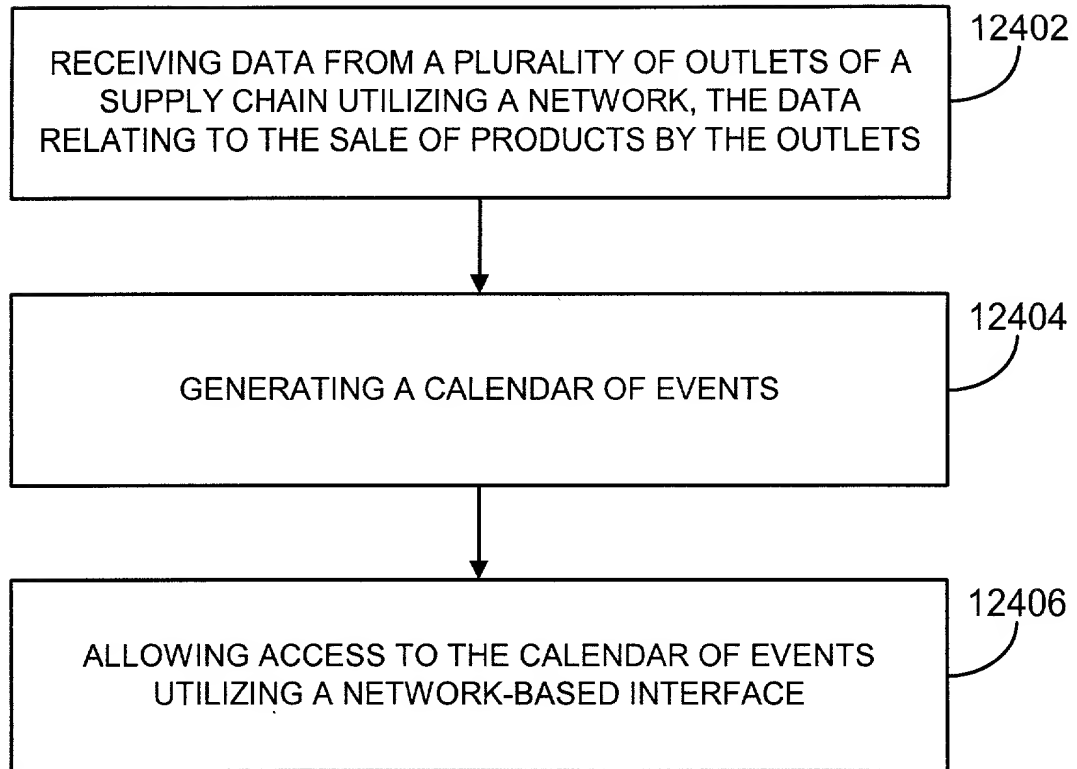 12402
RECEIVING DATA FROM A PLURALITY OF OUTLETS OF A
SUPPLY CHAIN UTILIZING A NETWORK, THE DATA
RELATING TO THE SALE OF PRODUCTS BY THE OUTLETS
12404
GENERATING A CALENDAR OF EVENTS
12406
ALLOWING ACCESS TO THE CALENDAR OF EVENTS
UTILIZING A NETWORK-BASED INTERFACE